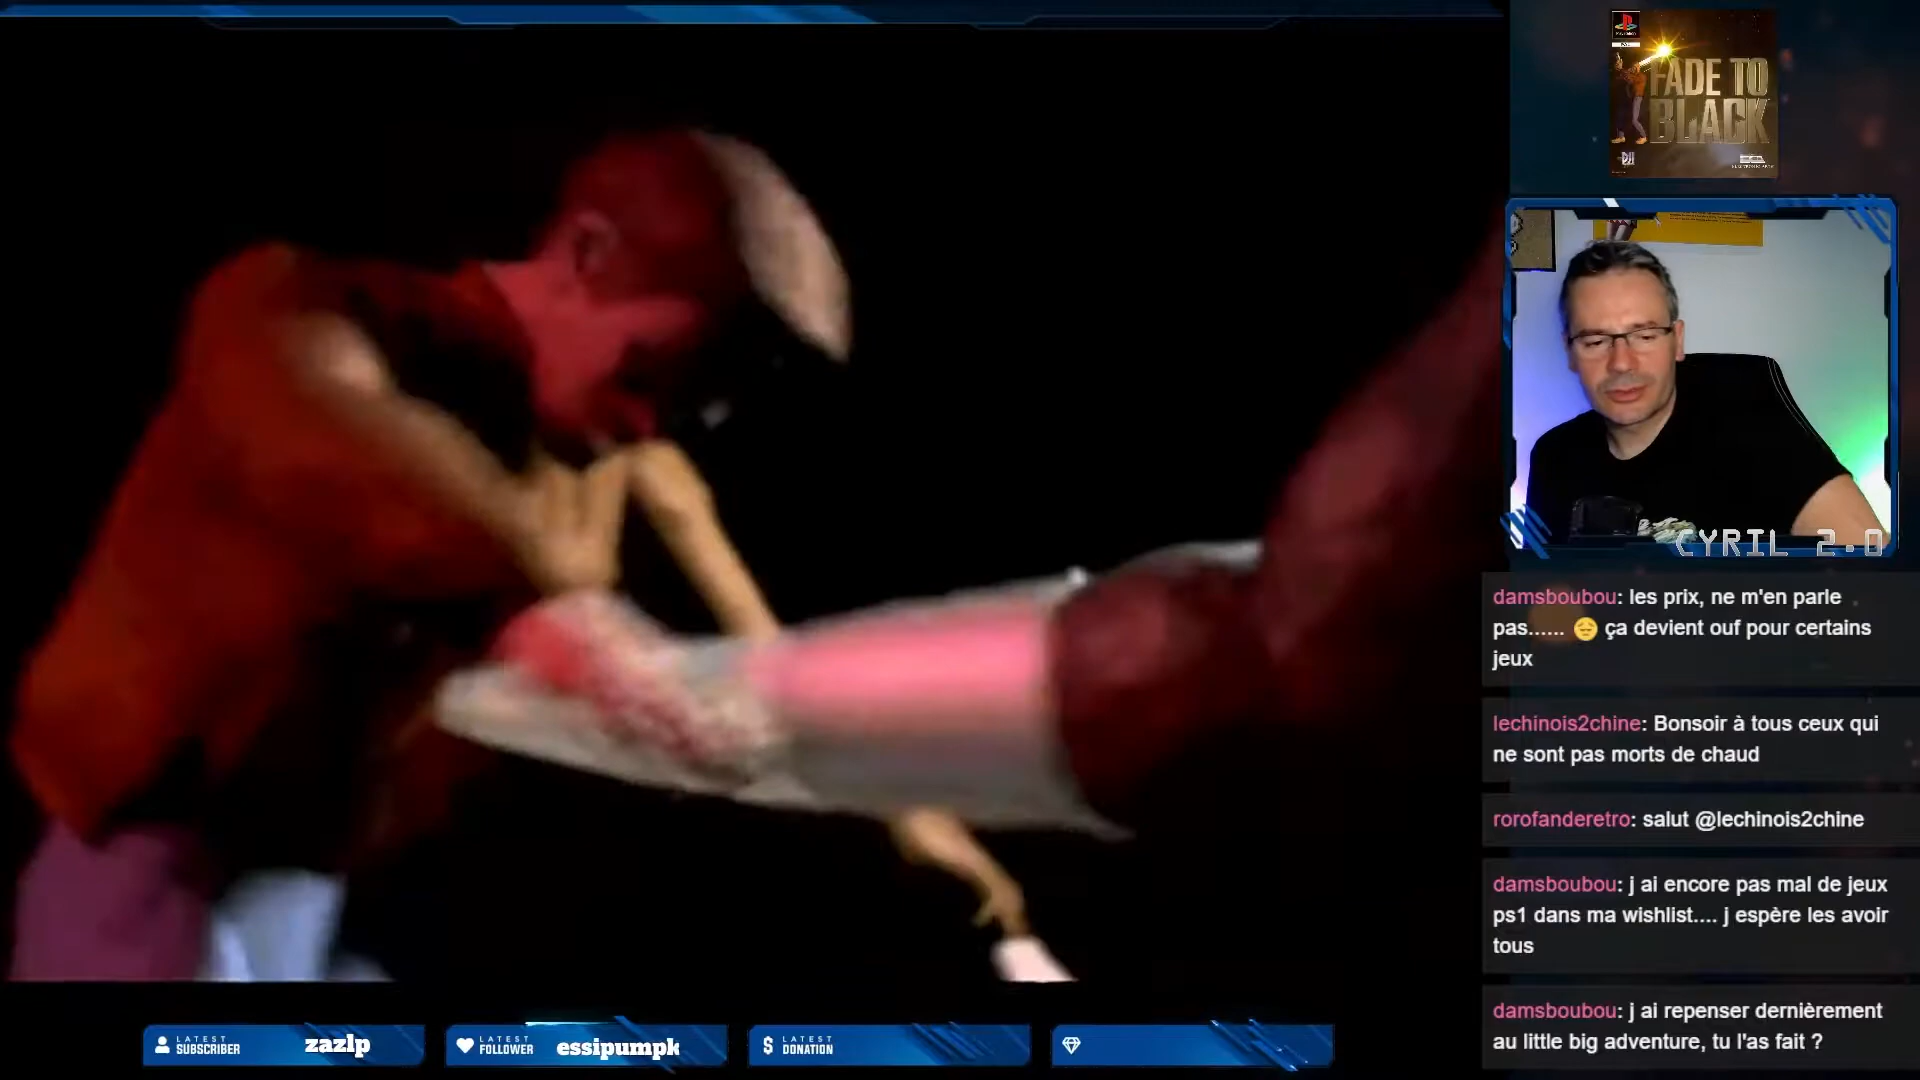 FADE TO
BLACK
CYRIL 2.0
damsboubou: les prix, ne m'en parle
pas...... ça devient ouf pour certains
jeux
lechinois2chine: Bonsoir à tous ceux qui
ne sont pas morts de chaud
rorofanderetro: salut @lechinois2chine
damsboubou: j ai encore pas mal de jeux
ps1 dans ma wishlist.... j espère les avoir
tous
damsboubou: j ai repenser dernièrement
au little big adventure, tu l'as fait ?
LATEST
SUBSCRIBER
zazlp
LATEST
FOLLOWER
essipumpk
LATEST
DONATION